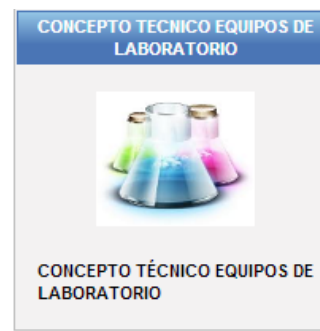 CONCEPTO TECNICO EQUIPOS DE
LABORATORIO
CONCEPTO TÉCNICO EQUIPOS DE
LABORATORIO